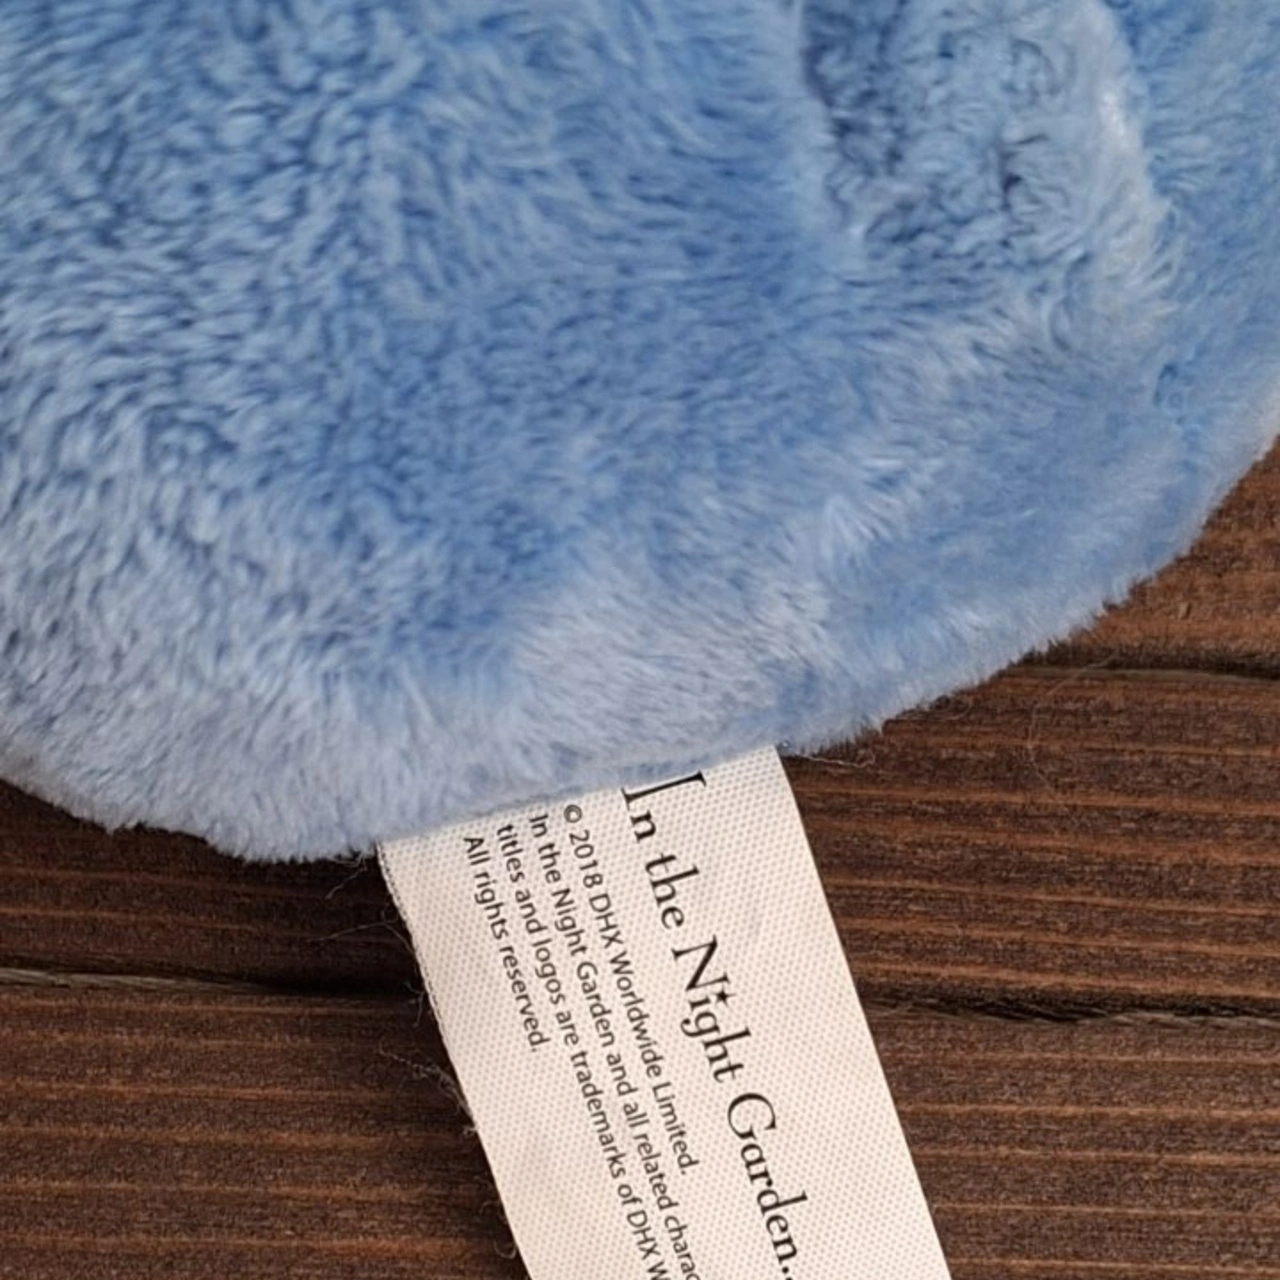 In the Night Garden...
© 2018 DHX Worldwide Limited.
In the Night Garden and all related
titles and logos are trademarks of DHX
All rights reserved.